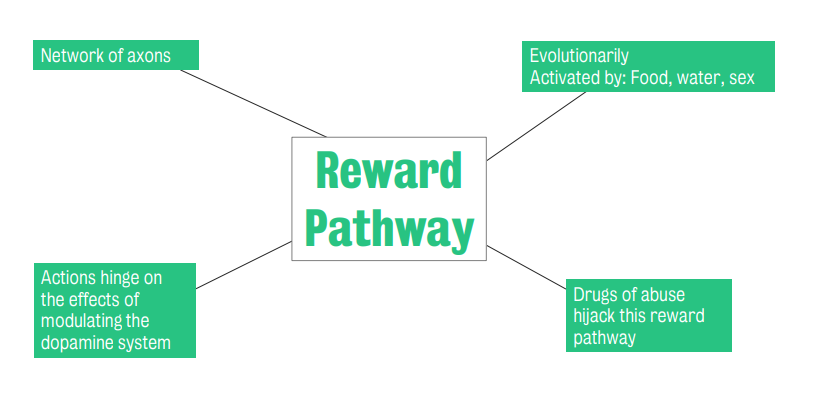 Network of axons
Evolutionarily
Activated by: Food, water, sex
Reward
Pathway
Actions hinge on
the effects of
modulating the
dopamine system
Drugs of abuse
hijack this reward
pathway